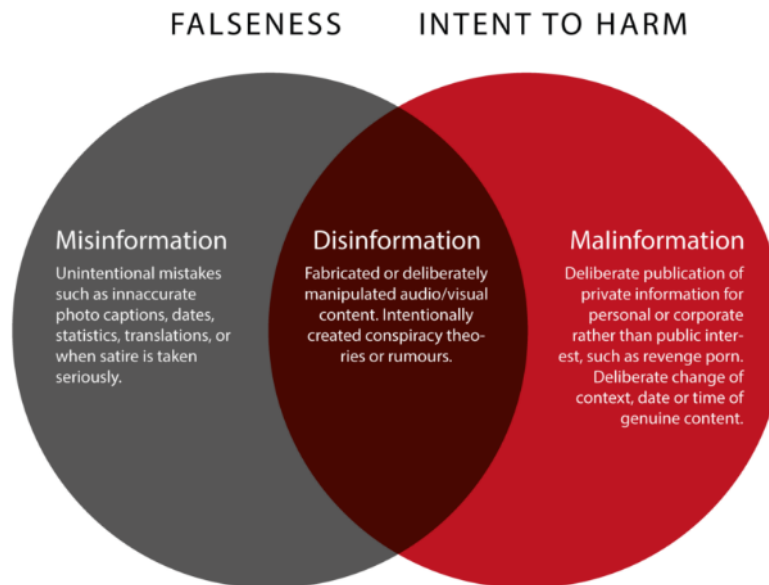 FALSENESS
INTENT TO HARM
Misinformation
Unintentional mistakes
such as innaccurate
photo captions, dates,
statistics, translations, or
when satire is taken
seriously.
Disinformation
Fabricated or deliberately
manipulated audio/visual
content. Intentionally
created conspiracy theo-
ries or rumours.
Malinformation
Deliberate publication of
private information for
personal or corporate
rather than public inter-
est, such as revenge porn.
Deliberate change of
context, date or time of
genuine content.